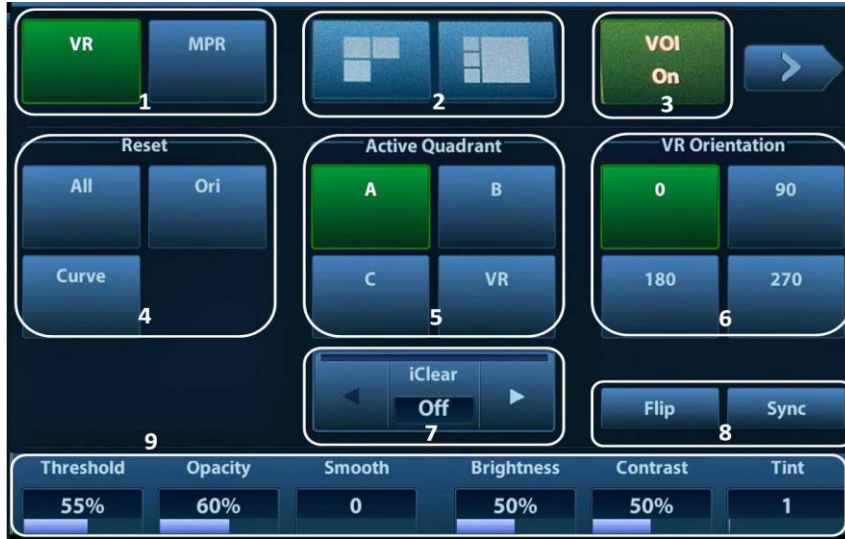 VR MPR VOI
On
1 2 3
Reset Active Quadrant VR Orientation
All Ori A B 0 90
Curve C VR 180 270
4 5 6
iClear
Off Flip Sync
7 8
9
Threshold Opacity Smooth Brightness Contrast Tint
55% 60% 0 50% 50% 1